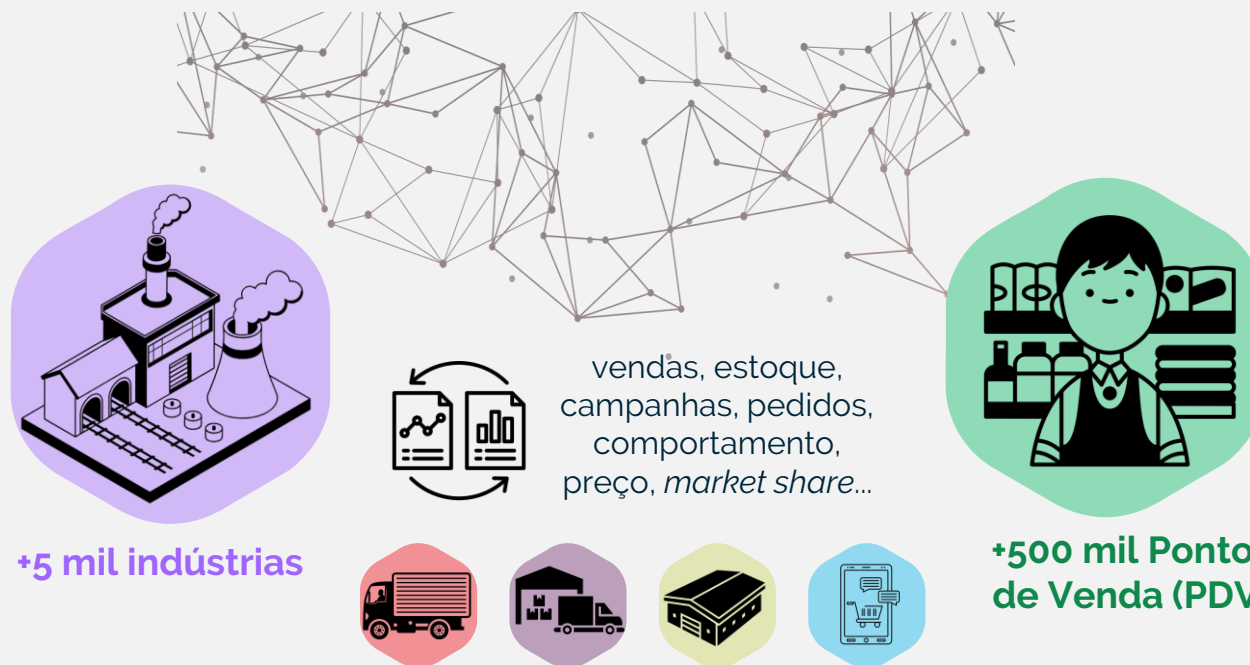 vendas, estoque,
campanhas, pedidos,
comportamento,
preço, market share...
+5 mil indústrias
+500 mil Ponto
de Venda (PDV